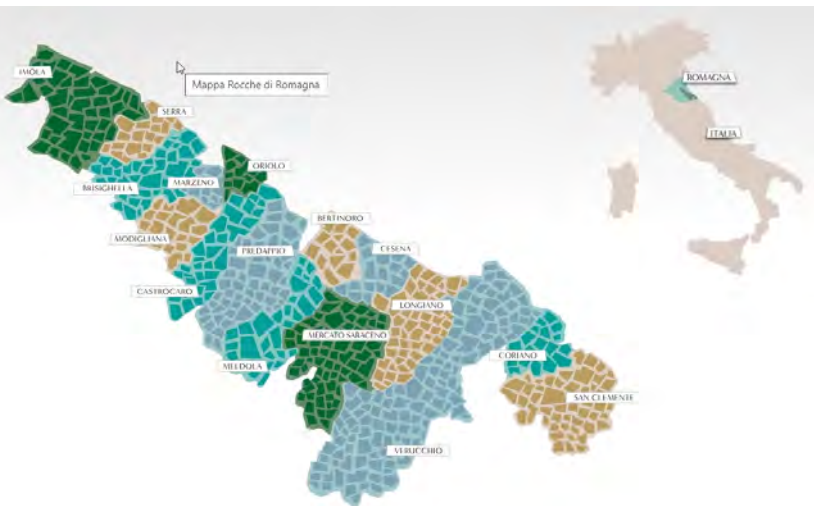 IMOLA
Mappa Rocche di Romagna
ROMAGNA
SERRA
ITALIA
ORIOLO
BRISIGHELLA
MARZENO
BERTINORO
MODIGLIANA
PREDAPPIO
CESENA
CASTROCARO
LONGIANO
MERCATO SARACENO
CORIANO
MELDOLA
SAN CLEMENTE
VERUCCHIO